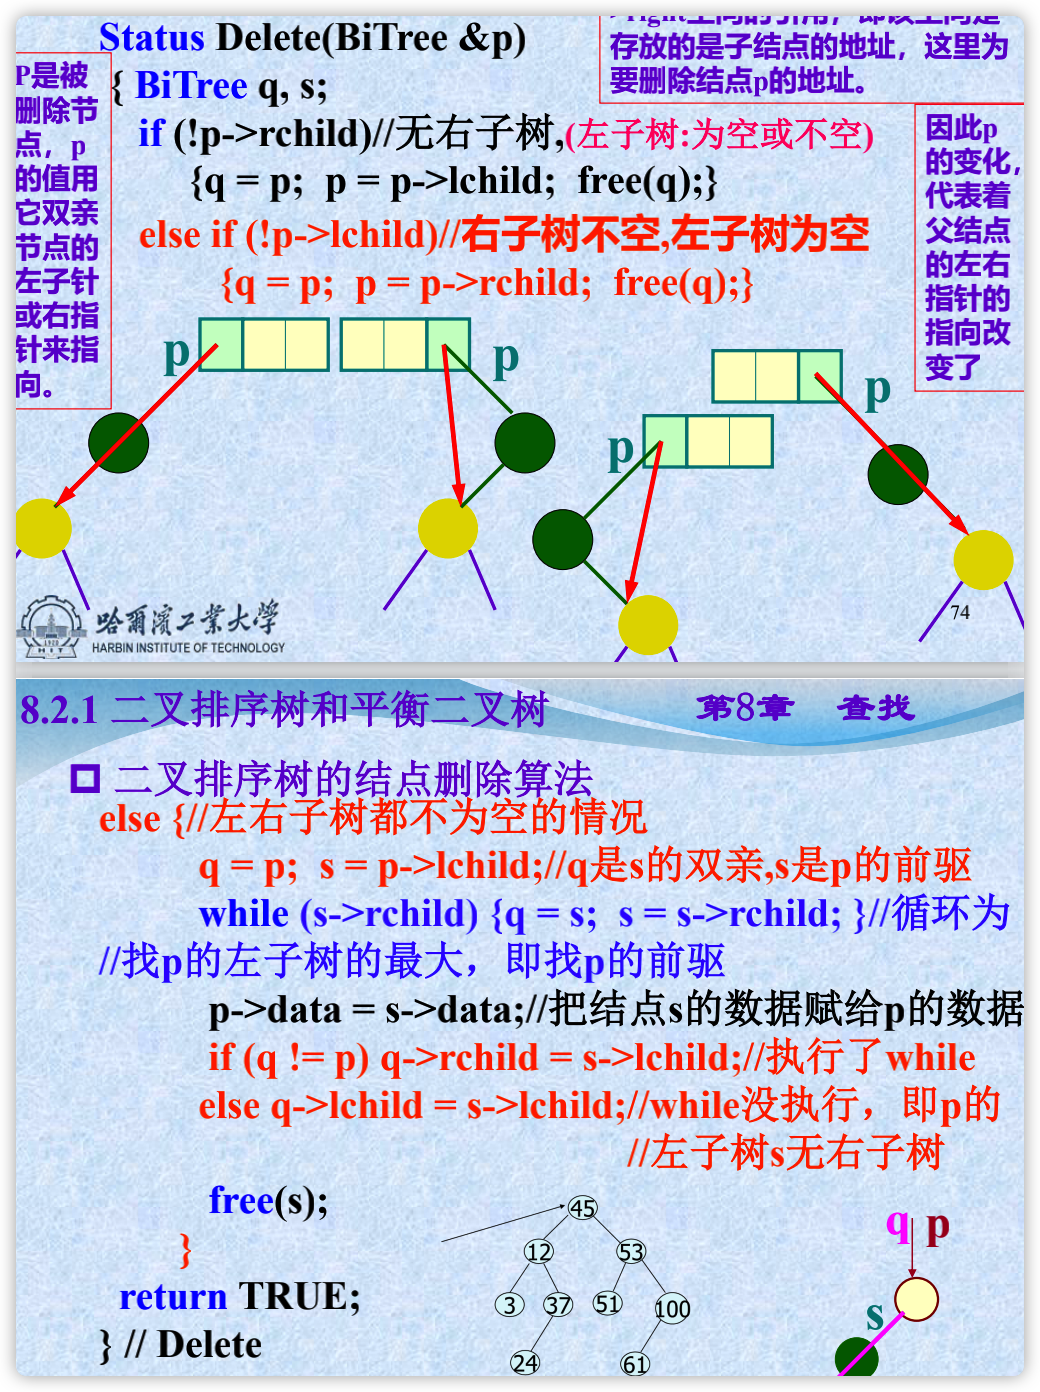 Status Delete(BiTree &p)
{ BiTree q, s;
if (!p->rchild)//无右子树,(左子树:为空或不空)
{q = p; p = p->lchild; free(q);}
else if (!p->lchild)//右子树不空,左子树为空
{q = p; p = p->rchild; free(q);}
存放的是子结点的地址，这里为
要删除结点p的地址。
P是被
删除节
点，p
的值用
它双亲
节点的
左子针
或右指
针来指
向。
因此p
的变化，
代表着
父结点
的左右
指针的
指向改
变了
p
p
p
p
哈尔滨工业大学
HARBIN INSTITUTE OF TECHNOLOGY
74
8.2.1 二叉排序树和平衡二叉树
第8章 查找
二叉排序树的结点删除算法
else {//左右子树都不为空的情况
q = p; s = p->lchild;//q是s的双亲,s是p的前驱
while (s->rchild) {q = s; s = s->rchild; }//循环为
//找p的左子树的最大，即找p的前驱
p->data = s->data;//把结点s的数据赋给p的数据
if (q != p) q->rchild = s->lchild;//执行了while
else q->lchild = s->lchild;//while没执行，即p的
//左子树s无右子树
free(s);
}
return TRUE;
} // Delete
45
12
53
3
37
51
100
24
61
q p
s